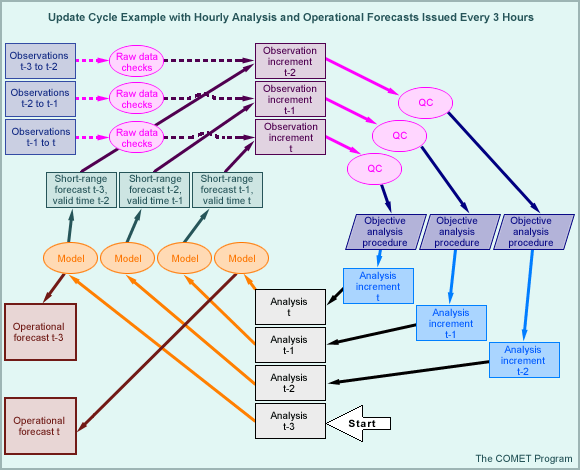 Update Cycle Example with Hourly Analysis and Operational Forecasts Issued Every 3 Hours
Observations
t-3 to t-2
Raw data
checks
Observation
increment
t-2
Observations
t-2 to t-1
Raw data
checks
Observation
increment
t-1
Observations
t-1 to t
Raw data
checks
Observation
increment
t
QC
QC
QC
Short-range
forecast t-3,
valid time t-2
Short-range
forecast t-2,
valid time t-1
Short-range
forecast t-1,
valid time t
Objective
analysis
procedure
Objective
analysis
procedure
Objective
analysis
procedure
Model
Model
Model
Model
Analysis
increment
t
Analysis
increment
t-1
Analysis
increment
t-2
Operational
forecast t-3
Analysis
t
Analysis
t-1
Analysis
t-2
Analysis
t-3
Start
Operational
forecast t
The COMET Program